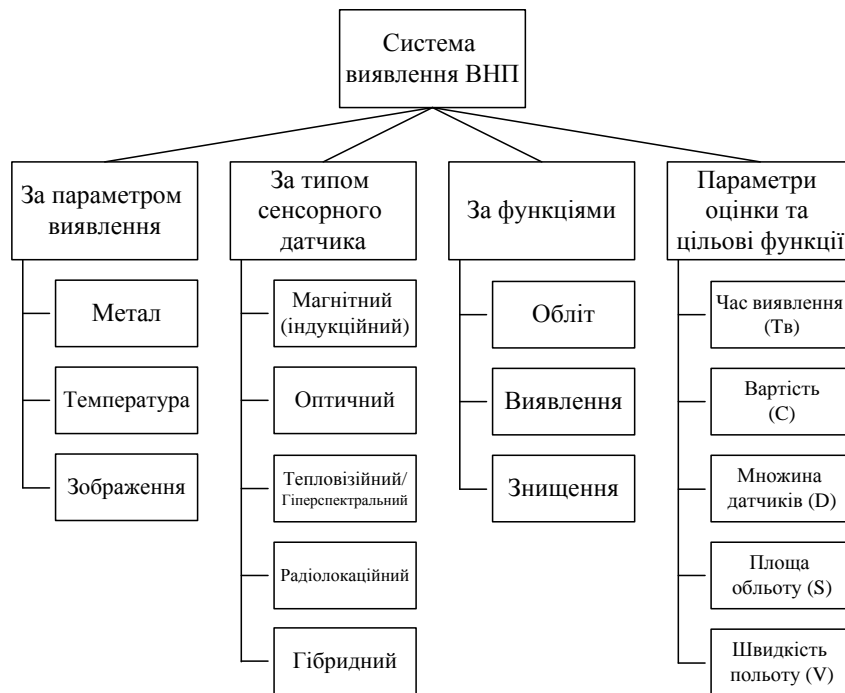 Система
виявлення ВНП
За параметром
виявлення
Метал
Температура
Зображення
За типом
сенсорного
датчика
Магнітний
(індукційний)
Оптичний
Тепловізійний/
Гіперспектральний
Радіолокаційний
Гібридний
За функціями
Обліт
Виявлення
Знищення
Параметри
оцінки та
цільові функції
Час виявлення
(Тв)
Вартість
(С)
Множина
датчиків (D)
Площа
обльоту (S)
Швидкість
польоту (V)